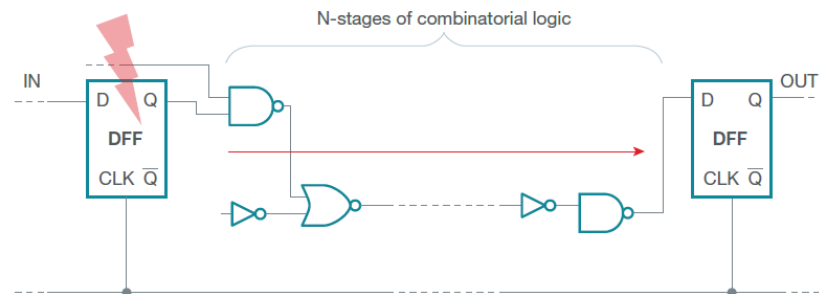 N-stages of combinatorial logic
IN
OUT
D Q
DFF
CLK Q̅
D Q
DFF
CLK Q̅